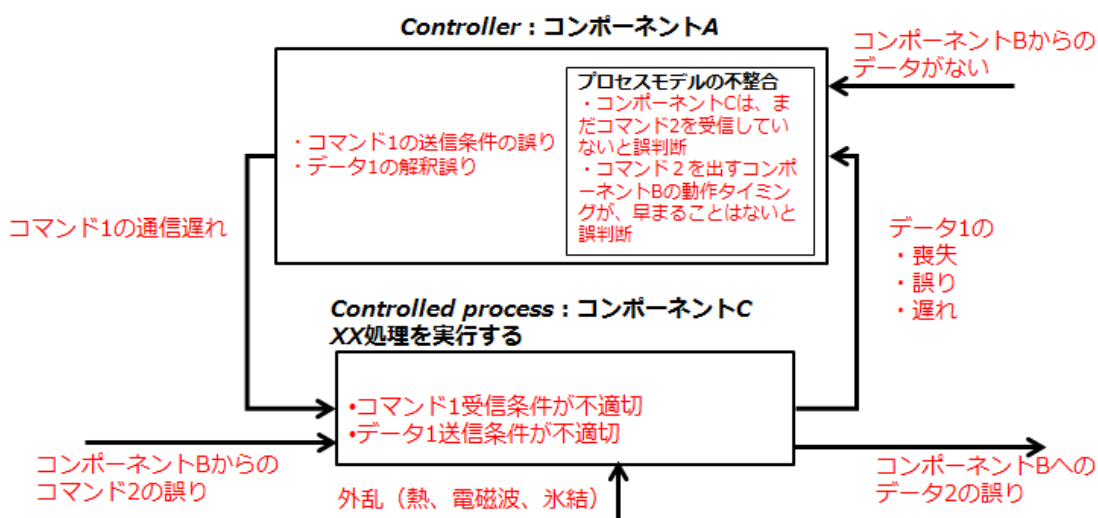 Controller：コンポーネントA
コンポーネントBからの
データがない
プロセスモデルの不整合
・コンポーネントCは、ま
だコマンド2を受信してい
ないと誤判断
・コマンド２を出すコンポ
ーネントBの動作タイミン
グが、早まることはないと
誤判断
・コマンド1の送信条件の誤り
・データ1の解釈誤り
コマンド1の通信遅れ
データ1の
・喪失
・誤り
・遅れ
Controlled process：コンポーネントC
XX処理を実行する
•コマンド1受信条件が不適切
•データ1送信条件が不適切
コンポーネントBからの
コマンド2の誤り
外乱（熱、電磁波、氷結）
コンポーネントBへの
データ2の誤り